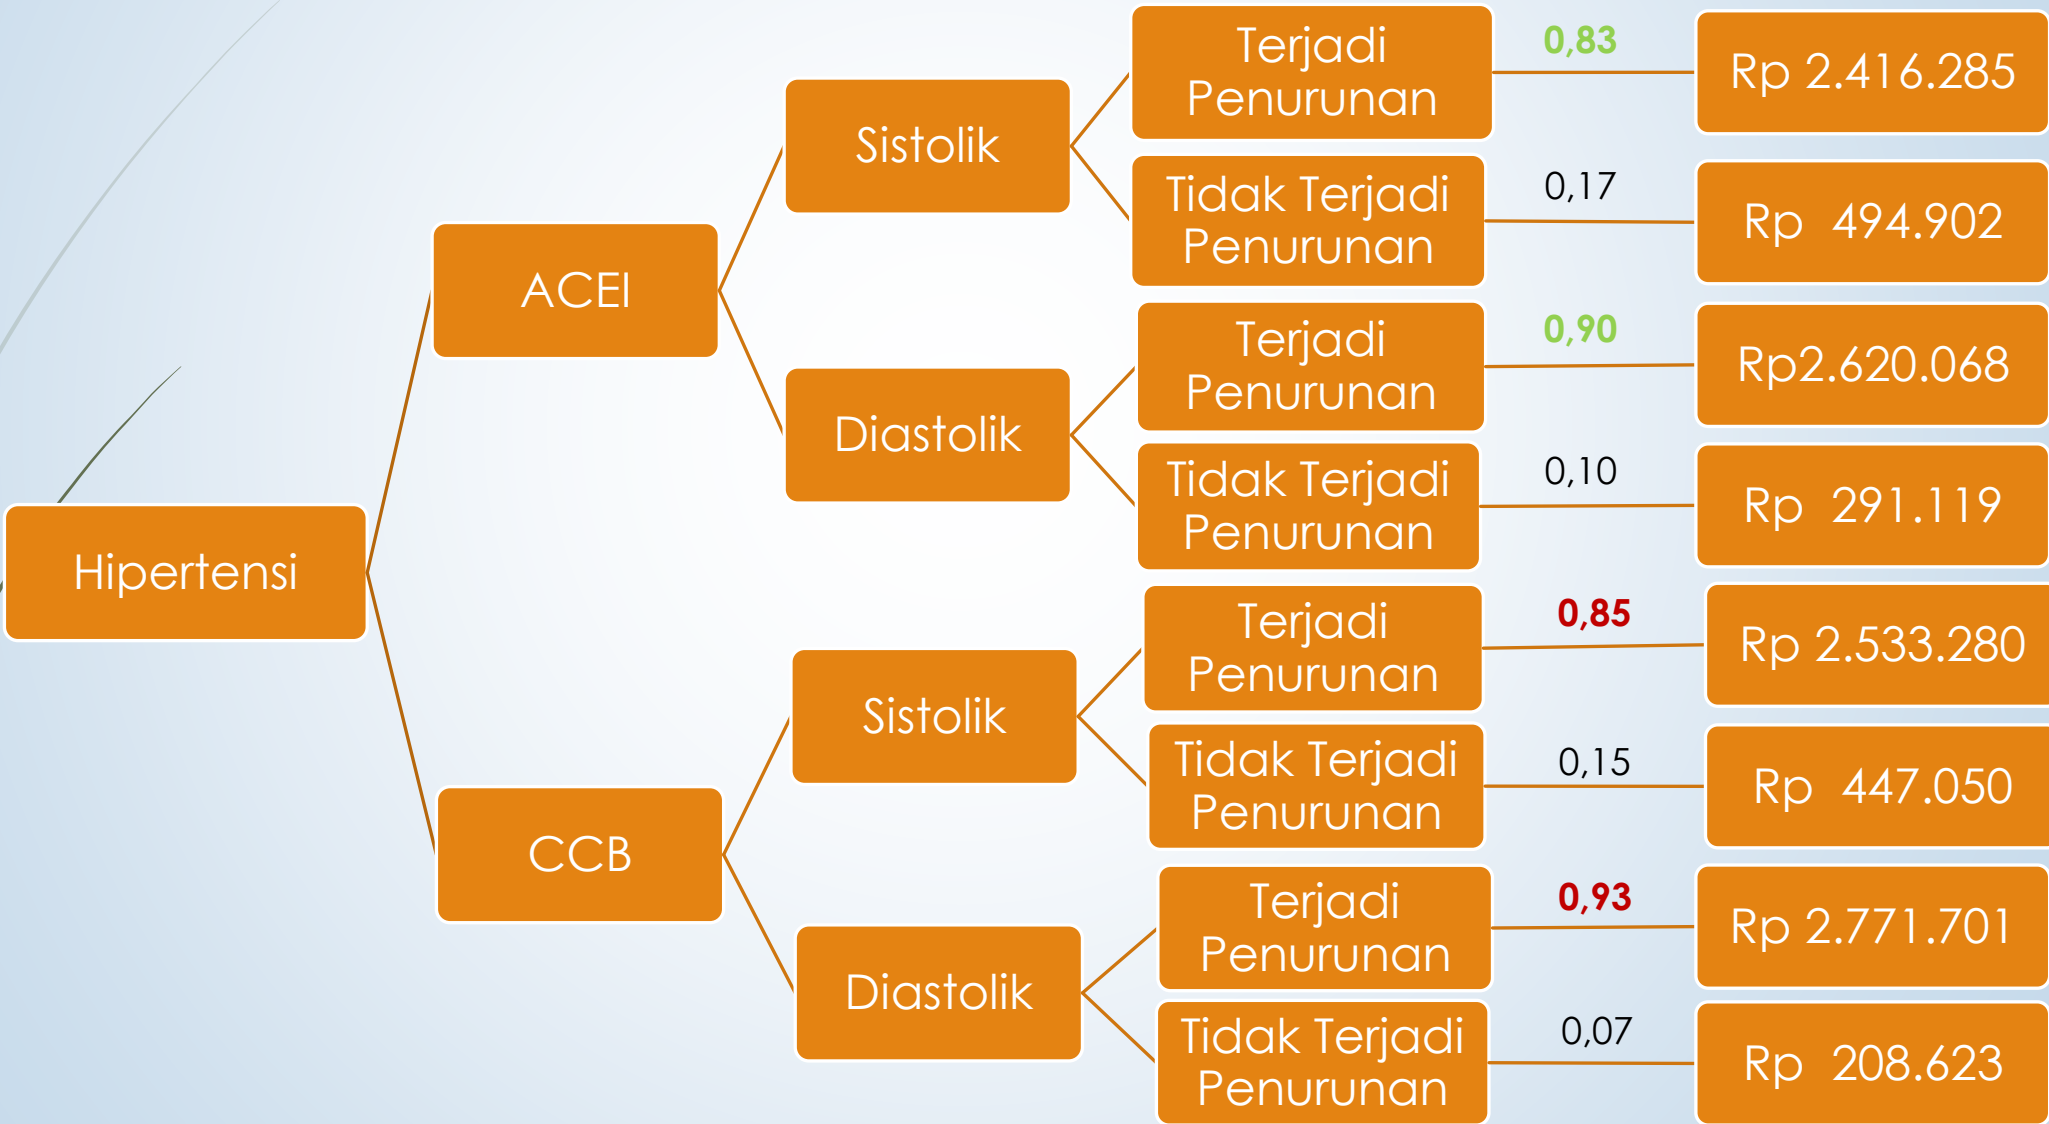 Hipertensi
ACEI
Sistolik
Terjadi
Penurunan
0,83
Rp 2.416.285
Tidak Terjadi
Penurunan
0,17
Rp 494.902
Diastolik
Terjadi
Penurunan
0,90
Rp2.620.068
Tidak Terjadi
Penurunan
0,10
Rp 291.119
CCB
Sistolik
Terjadi
Penurunan
0,85
Rp 2.533.280
Tidak Terjadi
Penurunan
0,15
Rp 447.050
Diastolik
Terjadi
Penurunan
0,93
Rp 2.771.701
Tidak Terjadi
Penurunan
0,07
Rp 208.623